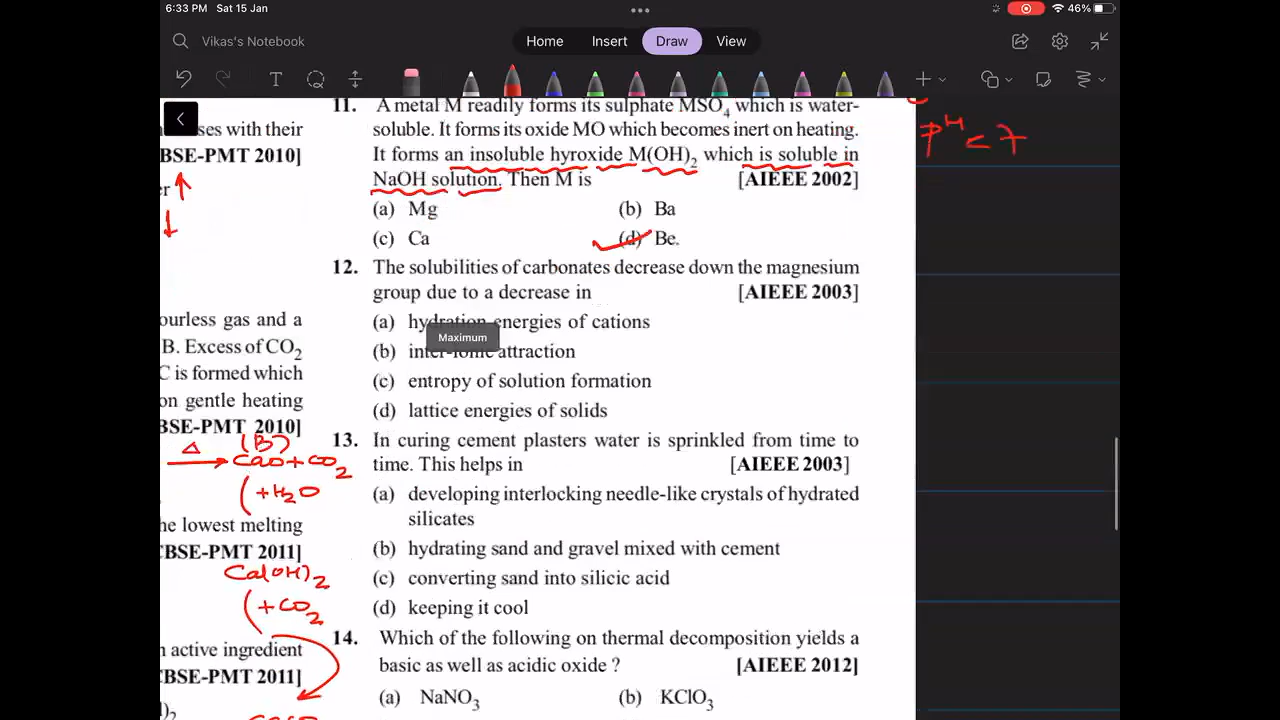 6:33 PM Sat 15 Jan
46%
Vikas's Notebook
Home Insert Draw View
ses with their
BSE-PMT 2010]
er ↑
↓
ourless gas and a
B. Excess of CO2
C is formed which
on gentle heating
BSE-PMT 2010]
Δ (B)
→ CaO + CO2
( + H2O
he lowest melting
CBSE-PMT 2011]
Ca(OH)2
( + CO2
n active ingredient
CBSE-PMT 2011]
)2
11. A metal M readily forms its sulphate MSO4 which is water-
soluble. It forms its oxide MO which becomes inert on heating.
It forms an insoluble hyroxide M(OH)2 which is soluble in
NaOH solution. Then M is [AIEEE 2002]
(a) Mg (b) Ba
(c) Ca (d) Be.
12. The solubilities of carbonates decrease down the magnesium
group due to a decrease in [AIEEE 2003]
(a) hydration energies of cations
Maximum
(b) inter-ionic attraction
(c) entropy of solution formation
(d) lattice energies of solids
13. In curing cement plasters water is sprinkled from time to
time. This helps in [AIEEE 2003]
(a) developing interlocking needle-like crystals of hydrated
silicates
(b) hydrating sand and gravel mixed with cement
(c) converting sand into silicic acid
(d) keeping it cool
14. Which of the following on thermal decomposition yields a
basic as well as acidic oxide ? [AIEEE 2012]
(a) NaNO3 (b) KClO3
pH < 7